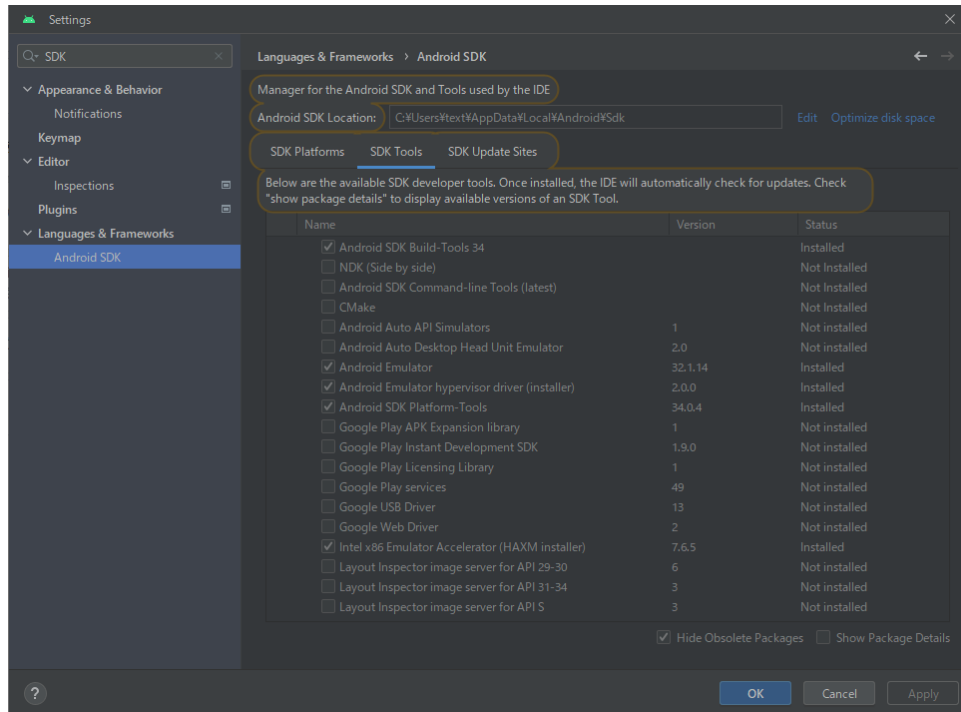 Settings
SDK
Languages & Frameworks › Android SDK
Appearance & Behavior
Notifications
Keymap
Editor
Inspections
Plugins
Languages & Frameworks
Android SDK
Manager for the Android SDK and Tools used by the IDE
Android SDK Location: C:¥Users¥text¥AppData¥Local¥Android¥Sdk Edit Optimize disk space
SDK Platforms SDK Tools SDK Update Sites
Below are the available SDK developer tools. Once installed, the IDE will automatically check for updates. Check
"show package details" to display available versions of an SDK Tool.
Name Version Status
Android SDK Build-Tools 34 Installed
NDK (Side by side) Not Installed
Android SDK Command-line Tools (latest) Not Installed
CMake Not Installed
Android Auto API Simulators 1 Not installed
Android Auto Desktop Head Unit Emulator 2.0 Not installed
Android Emulator 32.1.14 Installed
Android Emulator hypervisor driver (installer) 2.0.0 Installed
Android SDK Platform-Tools 34.0.4 Installed
Google Play APK Expansion library 1 Not installed
Google Play Instant Development SDK 1.9.0 Not installed
Google Play Licensing Library 1 Not installed
Google Play services 49 Not installed
Google USB Driver 13 Not installed
Google Web Driver 2 Not installed
Intel x86 Emulator Accelerator (HAXM installer) 7.6.5 Installed
Layout Inspector image server for API 29-30 6 Not installed
Layout Inspector image server for API 31-34 3 Not installed
Layout Inspector image server for API S 3 Not installed
Hide Obsolete Packages Show Package Details
? OK Cancel Apply